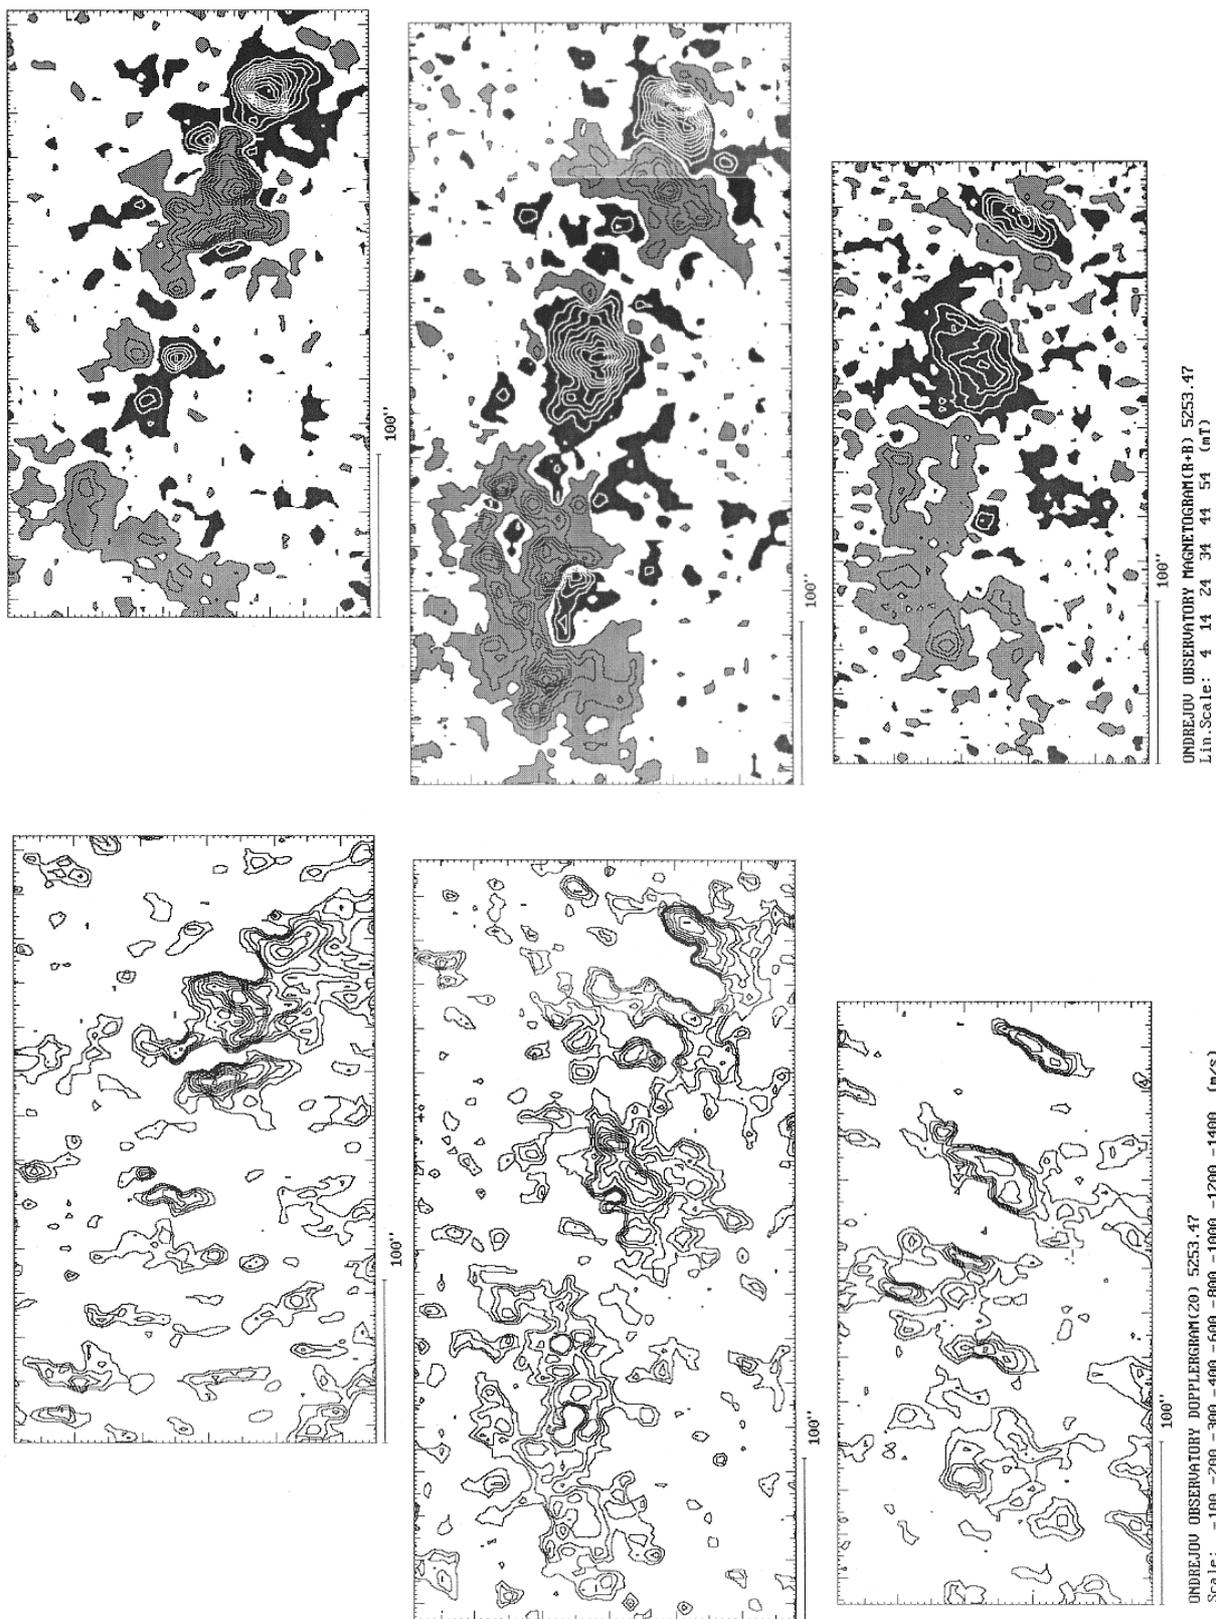 100''
100''
100''
ONDREJOV OBSERVATORY MAGNETOGRAM(R+B) 5253.47
Lin.Scale: 4 14 24 34 44 54 (mT)
100''
100''
100''
ONDREJOV OBSERVATORY DOPPLERGRAM(20) 5253.47
Scale: -100 -200 -300 -400 -600 -800 -1000 -1200 -1400 (m/s)